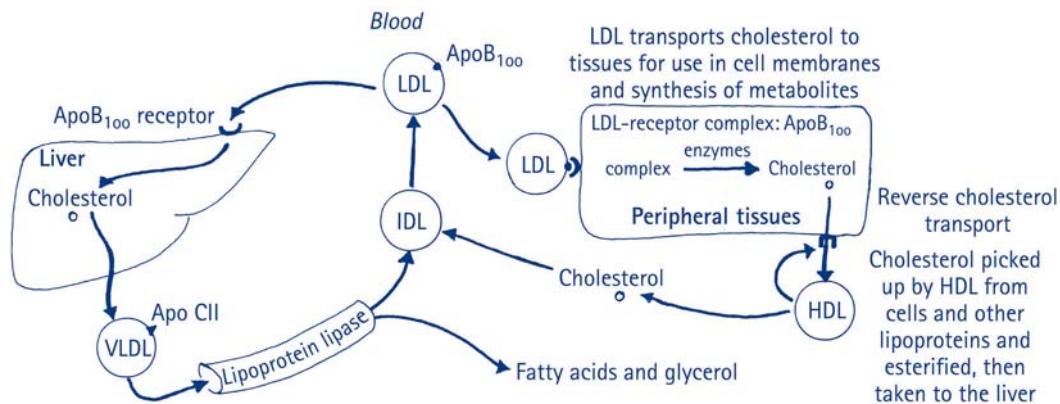 Blood
ApoB₁₀₀
LDL
LDL transports cholesterol to
tissues for use in cell membranes
and synthesis of metabolites
ApoB₁₀₀ receptor
LDL-receptor complex: ApoB₁₀₀
enzymes
complex
Cholesterol
Peripheral tissues
LDL
Liver
Cholesterol
IDL
Reverse cholesterol
transport
Cholesterol
Cholesterol picked
up by HDL from
cells and other
lipoproteins and
esterified, then
taken to the liver
HDL
Apo CII
VLDL
Lipoprotein lipase
Fatty acids and glycerol